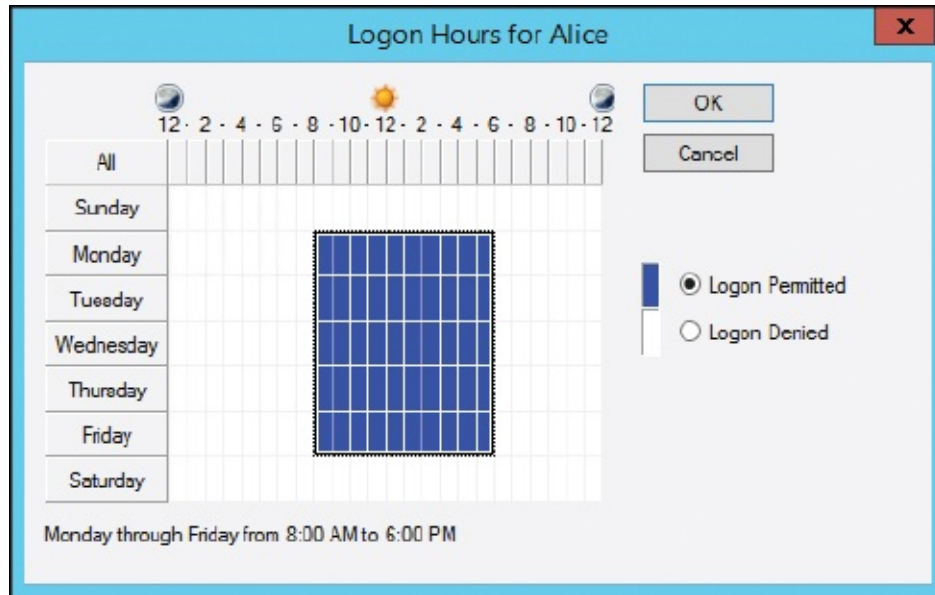 Logon Hours for Alice
X
OK
12 · 2 · 4 · 6 · 8 · 10 · 12 · 2 · 4 · 6 · 8 · 10 · 12
Cancel
All
Sunday
Monday
Tuesday
Logon Permitted
Wednesday
Logon Denied
Thursday
Friday
Saturday
Monday through Friday from 8:00 AM to 6:00 PM